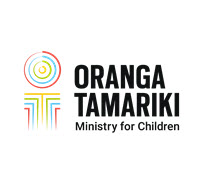 ORANGA
TAMARIKI
Ministry for Children